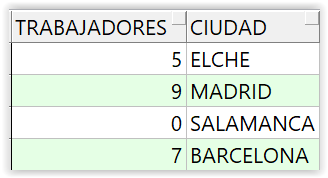 TRABAJADORES CIUDAD
5 ELCHE
9 MADRID
0 SALAMANCA
7 BARCELONA